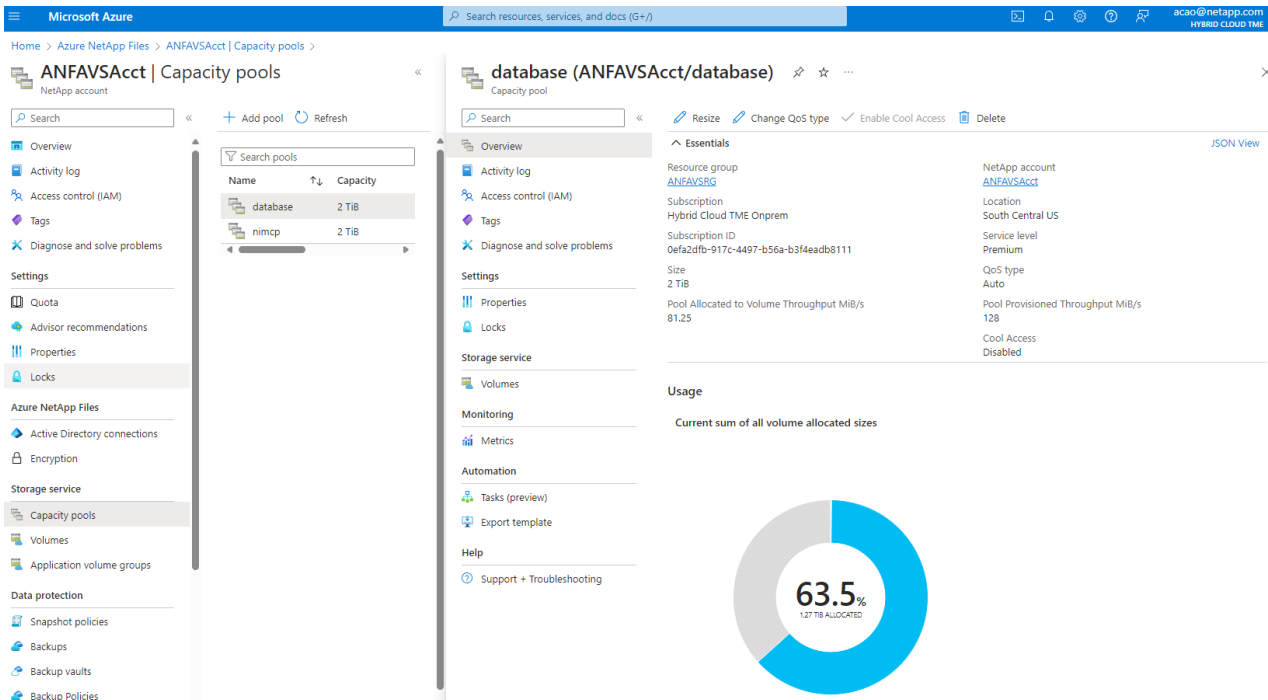 Microsoft Azure
Search resources, services, and docs (G+/)
acao@netapp.com
HYBRID CLOUD TME
Home > Azure NetApp Files > ANFAVSAcct | Capacity pools >
ANFAVSAcct | Capacity pools
NetApp account
Search
Overview
Activity log
Access control (IAM)
Tags
Diagnose and solve problems
Settings
Quota
Advisor recommendations
Properties
Locks
Azure NetApp Files
Active Directory connections
Encryption
Storage service
Capacity pools
Volumes
Application volume groups
Data protection
Snapshot policies
Backups
Backup vaults
Backup Policies
Add pool Refresh
Search pools
Name Capacity
database 2 TiB
nimcp 2 TiB
database (ANFAVSAcct/database)
Capacity pool
Search
Overview
Activity log
Access control (IAM)
Tags
Diagnose and solve problems
Settings
Properties
Locks
Storage service
Volumes
Monitoring
Metrics
Automation
Tasks (preview)
Export template
Help
Support + Troubleshooting
Resize Change QoS type Enable Cool Access Delete
Essentials JSON View
Resource group
ANFAVSRG
Subscription
Hybrid Cloud TME Onprem
Subscription ID
0efa2dfb-917c-4497-b56a-b3f4eadb8111
Size
2 TiB
Pool Allocated to Volume Throughput MiB/s
81.25
NetApp account
ANFAVSAcct
Location
South Central US
Service level
Premium
QoS type
Auto
Pool Provisioned Throughput MiB/s
128
Cool Access
Disabled
Usage
Current sum of all volume allocated sizes
63.5%
1.27 TIB ALLOCATED